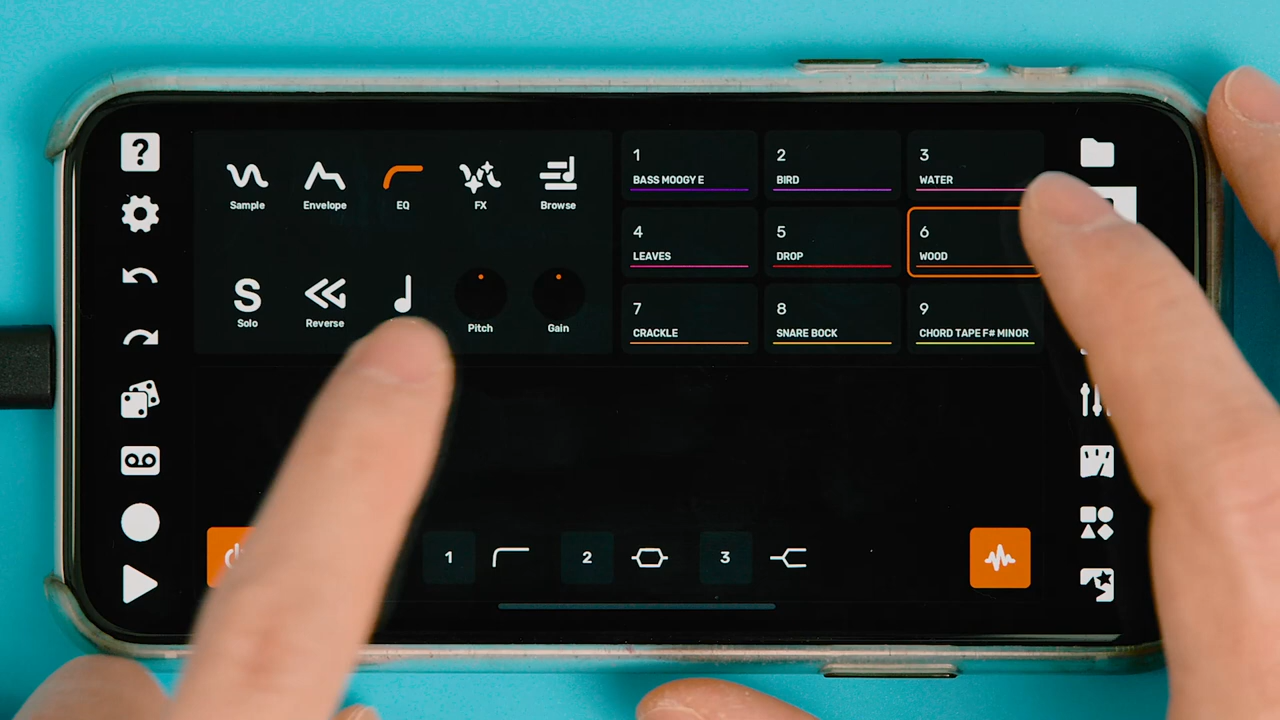 ?
Sample Envelope EQ FX Browse
S
Solo Reverse Pitch Gain
1
BASS MOOGY E
2
BIRD
3
WATER
4
LEAVES
5
DROP
6
WOOD
7
CRACKLE
8
SNARE BOCK
9
CHORD TAPE F# MINOR
1 2 3